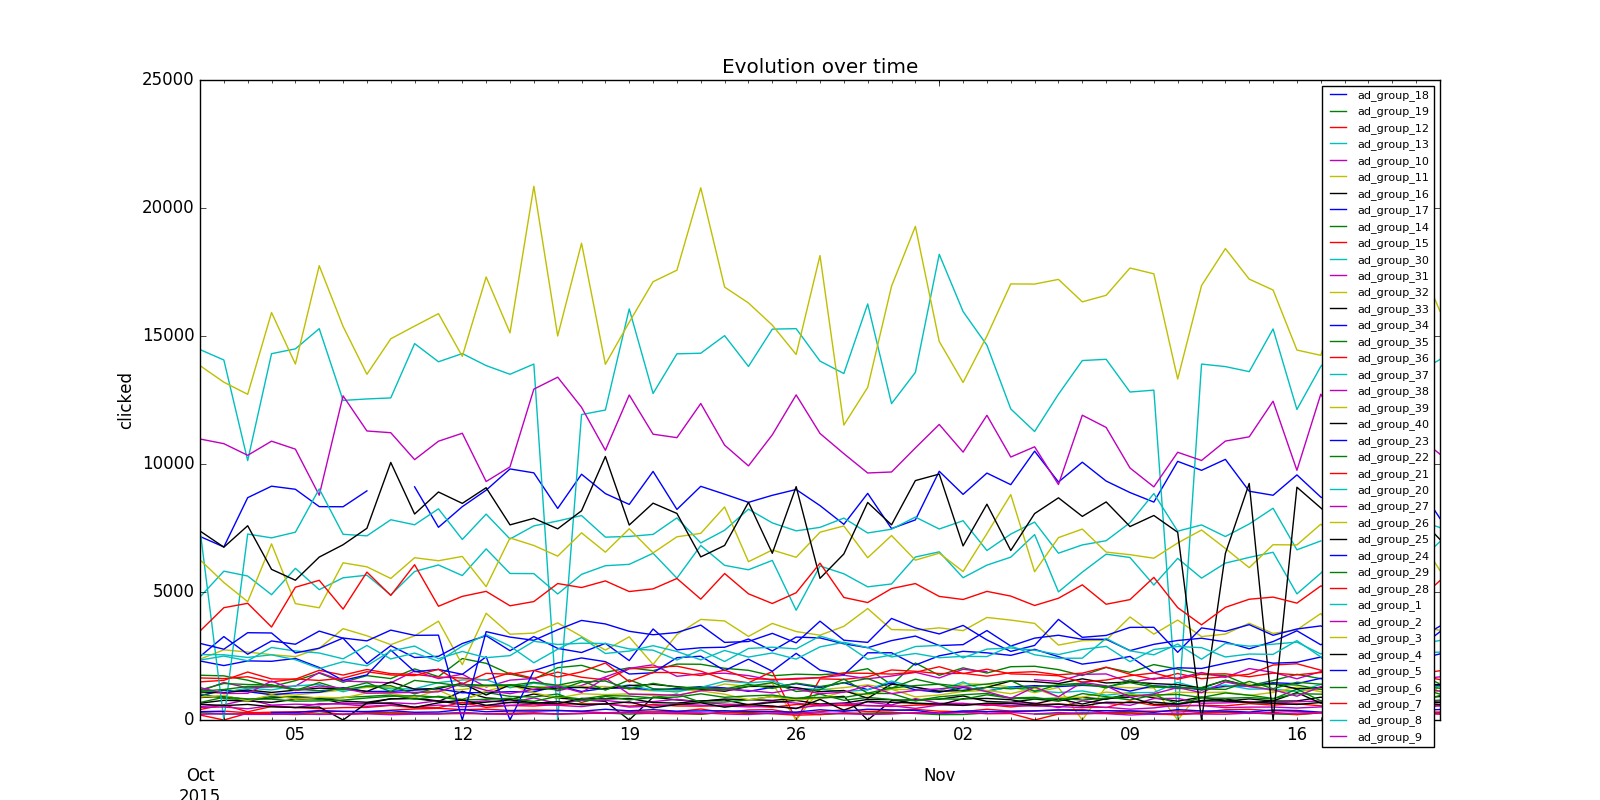 Evolution over time
25000
20000
15000
10000
5000
0
clicked
05
12
19
26
02
09
16
Oct
2015
Nov
ad_group_18
ad_group_19
ad_group_12
ad_group_13
ad_group_10
ad_group_11
ad_group_16
ad_group_17
ad_group_14
ad_group_15
ad_group_30
ad_group_31
ad_group_32
ad_group_33
ad_group_34
ad_group_35
ad_group_36
ad_group_37
ad_group_38
ad_group_39
ad_group_40
ad_group_23
ad_group_22
ad_group_21
ad_group_20
ad_group_27
ad_group_26
ad_group_25
ad_group_24
ad_group_29
ad_group_28
ad_group_1
ad_group_2
ad_group_3
ad_group_4
ad_group_5
ad_group_6
ad_group_7
ad_group_8
ad_group_9